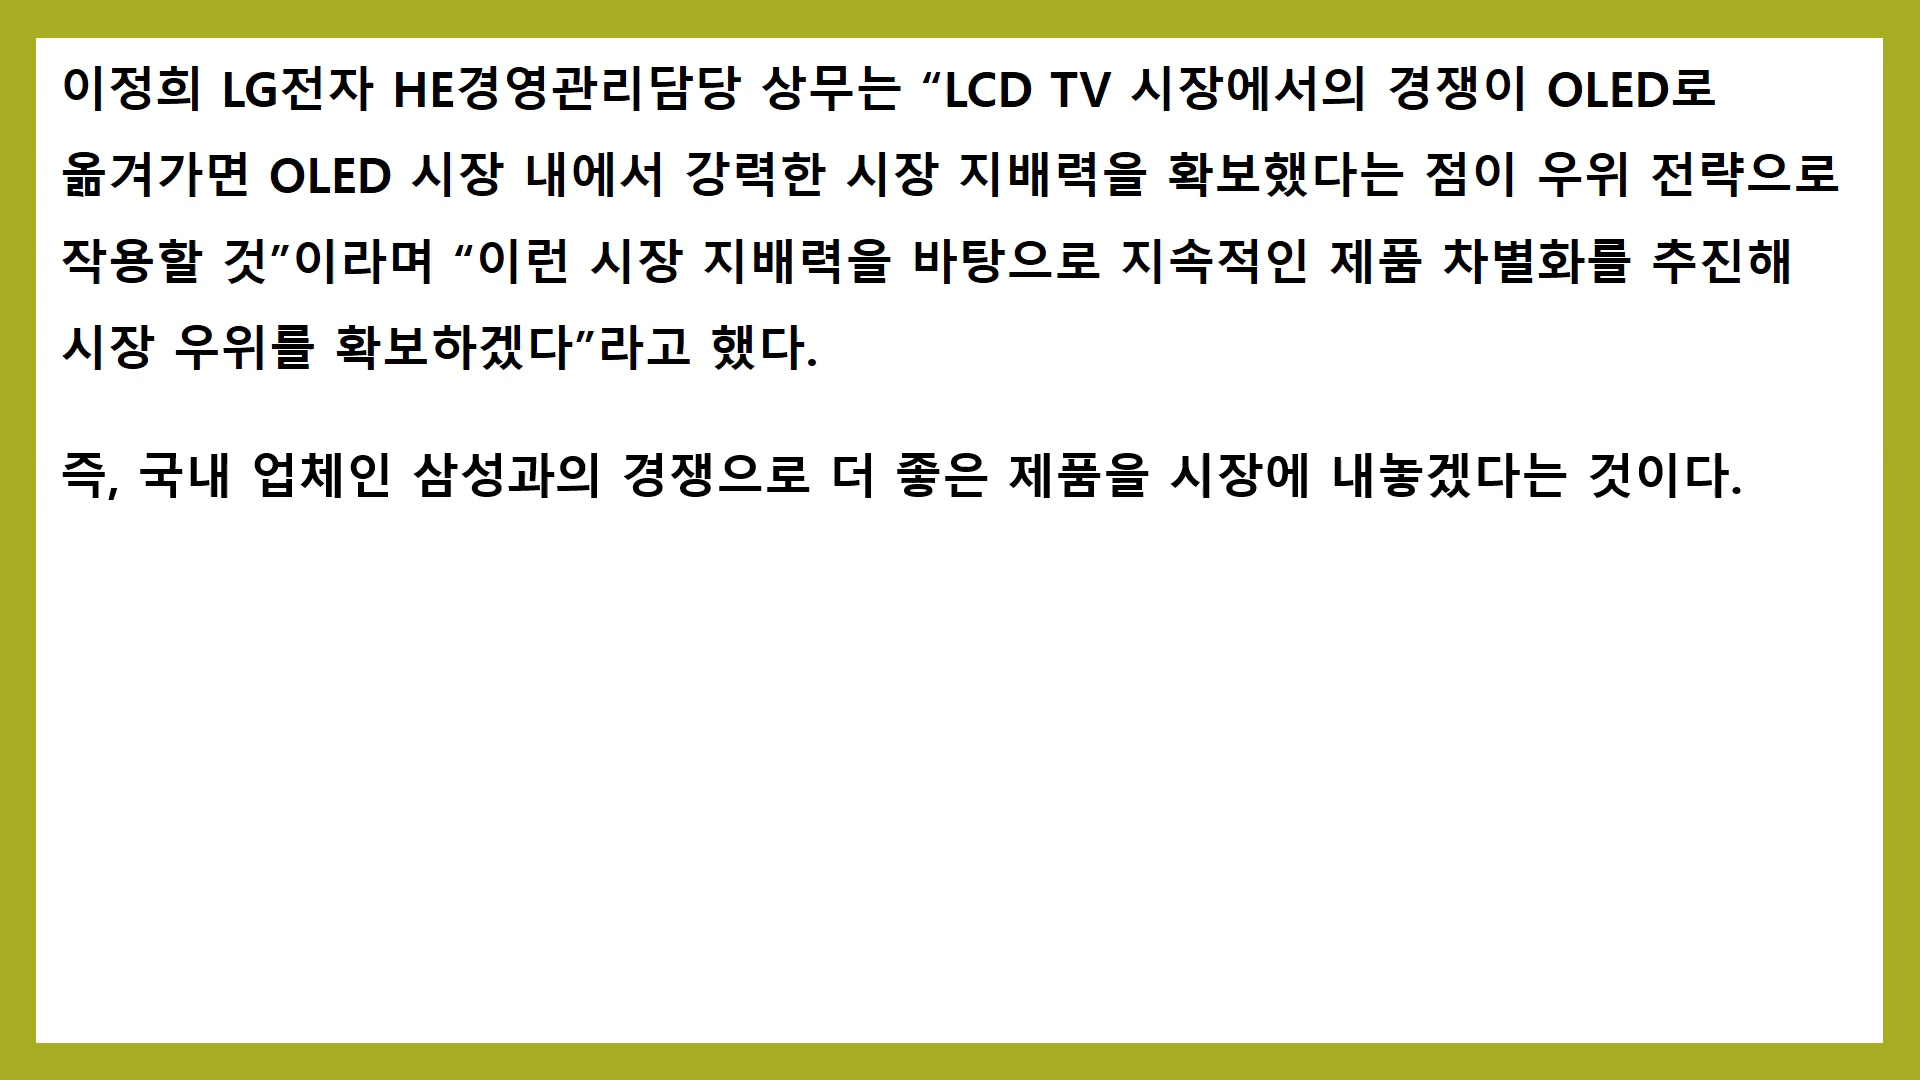 이정희 LG전자 HE경영관리담당 상무는 “LCD TV 시장에서의 경쟁이 OLED로
옮겨가면 OLED 시장 내에서 강력한 시장 지배력을 확보했다는 점이 우위 전략으로
작용할 것”이라며 “이런 시장 지배력을 바탕으로 지속적인 제품 차별화를 추진해
시장 우위를 확보하겠다”라고 했다.
즉, 국내 업체인 삼성과의 경쟁으로 더 좋은 제품을 시장에 내놓겠다는 것이다.